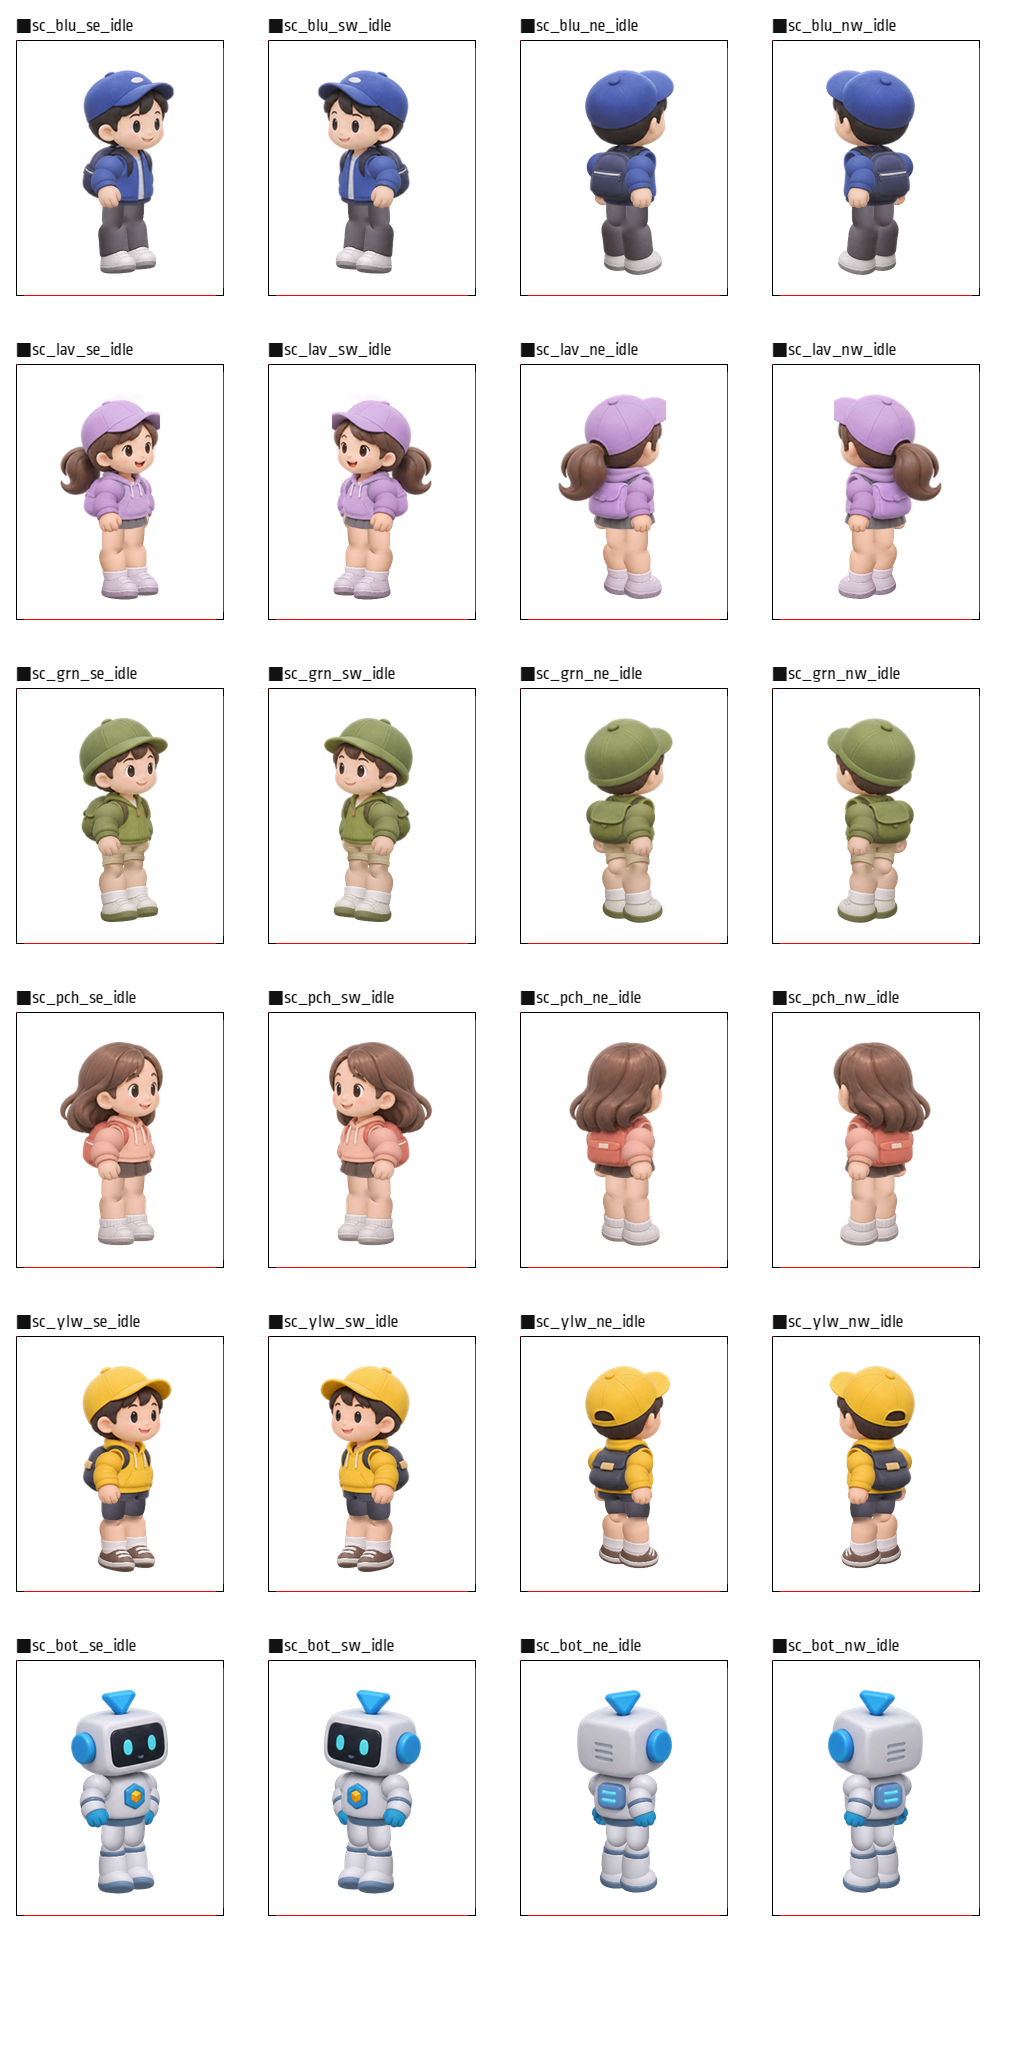 ■sc_blu_se_idle
■sc_blu_sw_idle
■sc_blu_ne_idle
■sc_blu_nw_idle
■sc_lav_se_idle
■sc_lav_sw_idle
■sc_lav_ne_idle
■sc_lav_nw_idle
■sc_grn_se_idle
■sc_grn_sw_idle
■sc_grn_ne_idle
■sc_grn_nw_idle
■sc_pch_se_idle
■sc_pch_sw_idle
■sc_pch_ne_idle
■sc_pch_nw_idle
■sc_ylw_se_idle
■sc_ylw_sw_idle
■sc_ylw_ne_idle
■sc_ylw_nw_idle
■sc_bot_se_idle
■sc_bot_sw_idle
■sc_bot_ne_idle
■sc_bot_nw_idle